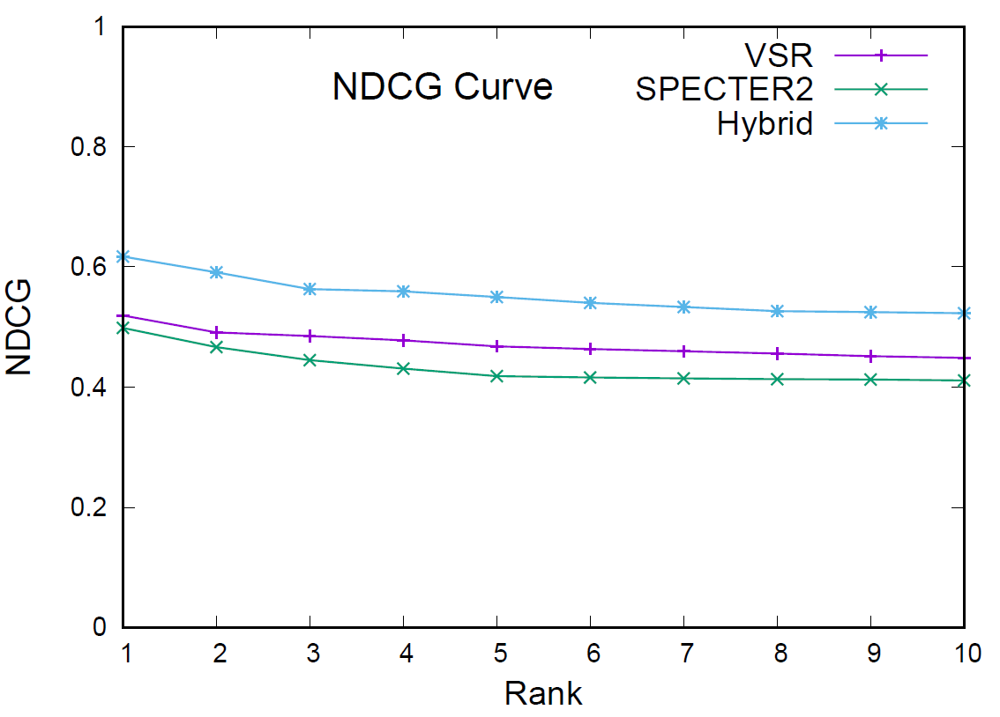 NDCG Curve
VSR
SPECTER2
Hybrid
1
0.8
0.6
0.4
0.2
0
NDCG
1 2 3 4 5 6 7 8 9 10
Rank